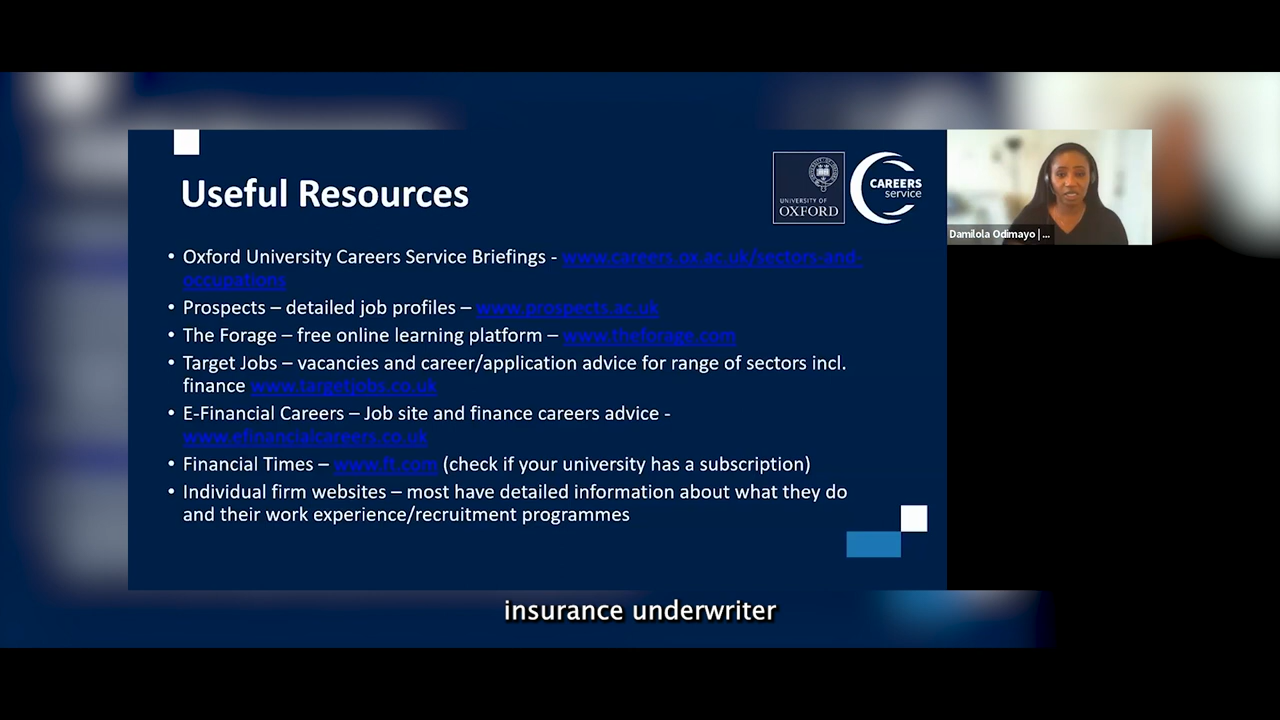 Useful Resources
UNIVERSITY OF
OXFORD
CAREERS
service
Damilola Odimayo | ...
• Oxford University Careers Service Briefings - www.careers.ox.ac.uk/sectors-and-
occupations
• Prospects – detailed job profiles – www.prospects.ac.uk
• The Forage – free online learning platform – www.theforage.com
• Target Jobs – vacancies and career/application advice for range of sectors incl.
finance www.targetjobs.co.uk
• E-Financial Careers – Job site and finance careers advice -
www.efinancialcareers.co.uk
• Financial Times – www.ft.com (check if your university has a subscription)
• Individual firm websites – most have detailed information about what they do
and their work experience/recruitment programmes
insurance underwriter